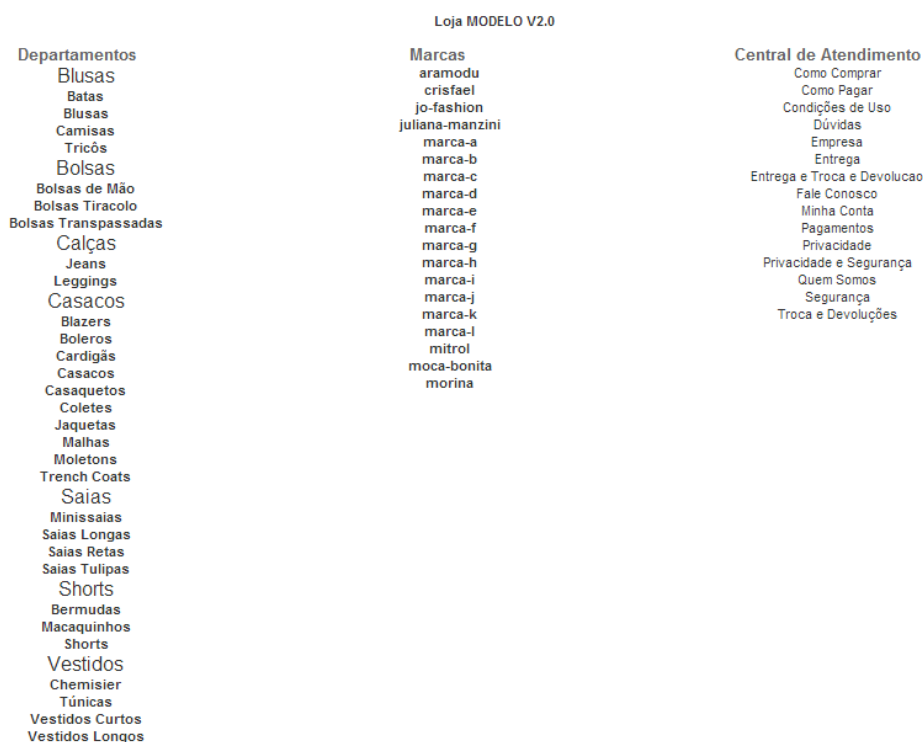 Loja MODELO V2.0
Departamentos
Blusas
Batas
Blusas
Camisas
Tricôs
Bolsas
Bolsas de Mão
Bolsas Tiracolo
Bolsas Transpassadas
Calças
Jeans
Leggings
Casacos
Blazers
Boleros
Cardigãs
Casacos
Casaquetos
Coletes
Jaquetas
Malhas
Moletons
Trench Coats
Saias
Minissaias
Saias Longas
Saias Retas
Saias Tulipas
Shorts
Bermudas
Macaquinhos
Shorts
Vestidos
Chemisier
Túnicas
Vestidos Curtos
Vestidos Longos
Marcas
aramodu
crisfael
jo-fashion
juliana-manzini
marca-a
marca-b
marca-c
marca-d
marca-e
marca-f
marca-g
marca-h
marca-i
marca-j
marca-k
marca-l
mitrol
moca-bonita
morina
Central de Atendimento
Como Comprar
Como Pagar
Condições de Uso
Dúvidas
Empresa
Entrega
Entrega e Troca e Devolucao
Fale Conosco
Minha Conta
Pagamentos
Privacidade
Privacidade e Segurança
Quem Somos
Segurança
Troca e Devoluções